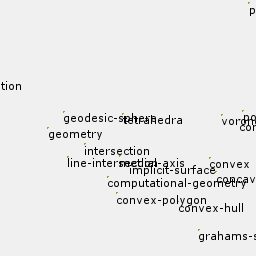 p
tion
geodesic-sphere
tetrahedra
voron
po
con
geometry
intersection
line-intersection
medial-axis
convex
implicit-surface
computational-geometry
concav
convex-polygon
convex-hull
grahams-s